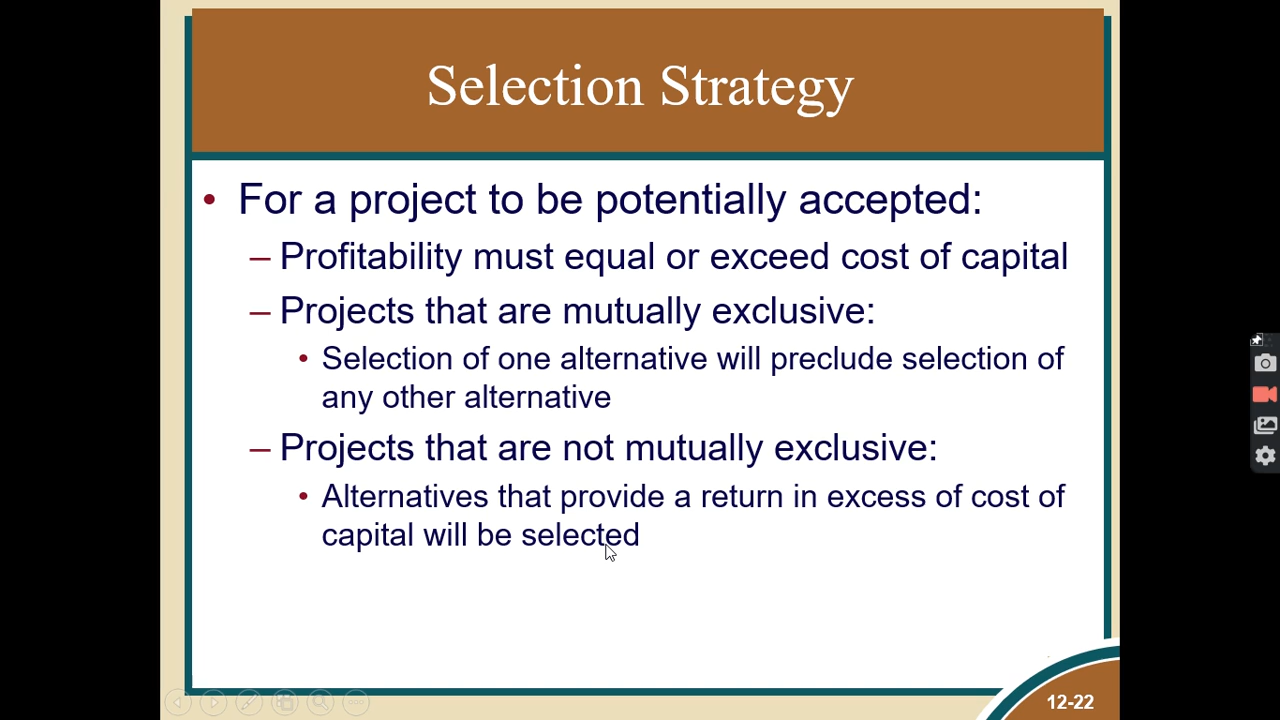 Selection Strategy
• For a project to be potentially accepted:
– Profitability must equal or exceed cost of capital
– Projects that are mutually exclusive:
• Selection of one alternative will preclude selection of
any other alternative
– Projects that are not mutually exclusive:
• Alternatives that provide a return in excess of cost of
capital will be selected
12-22